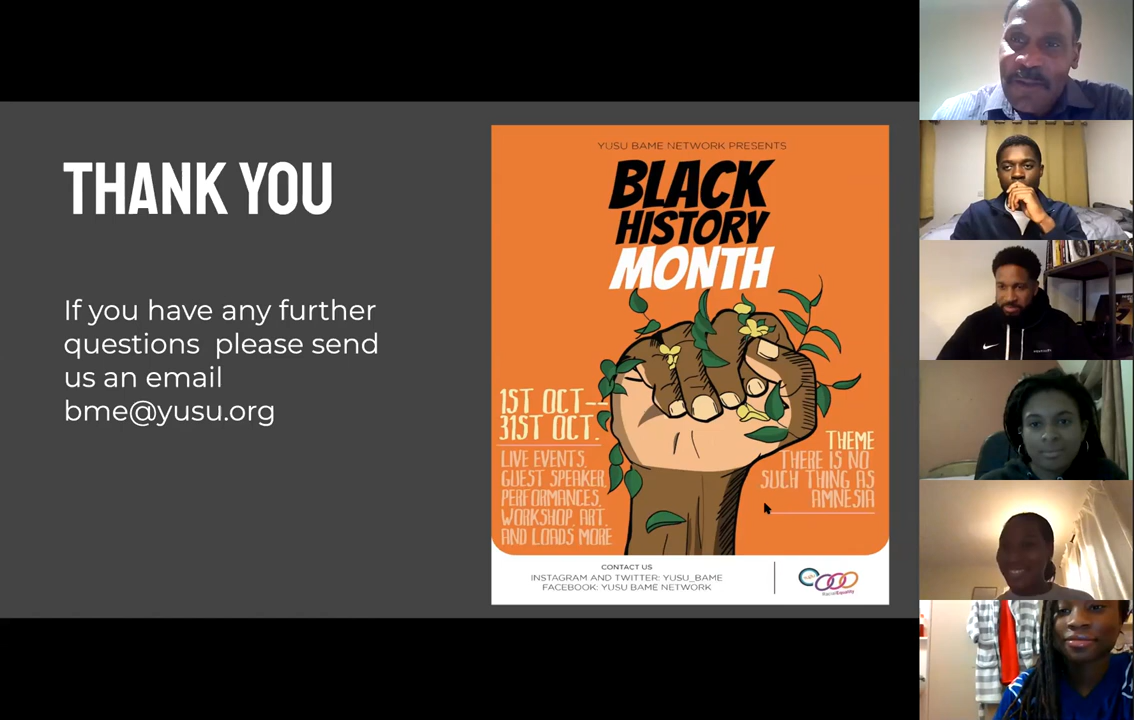 THANK YOU
If you have any further
questions please send
us an email
bme@yusu.org
YUSU BAME NETWORK PRESENTS
BLACK
HISTORY
MONTH
1ST OCT--
31ST OCT.
LIVE EVENTS,
GUEST SPEAKER,
PERFORMANCES,
WORKSHOP, ART,
AND LOADS MORE
THEME
THERE IS NO
SUCH THING AS
AMNESIA
CONTACT US
INSTAGRAM AND TWITTER: YUSU_BAME
FACEBOOK: YUSU BAME NETWORK
RacialEquality